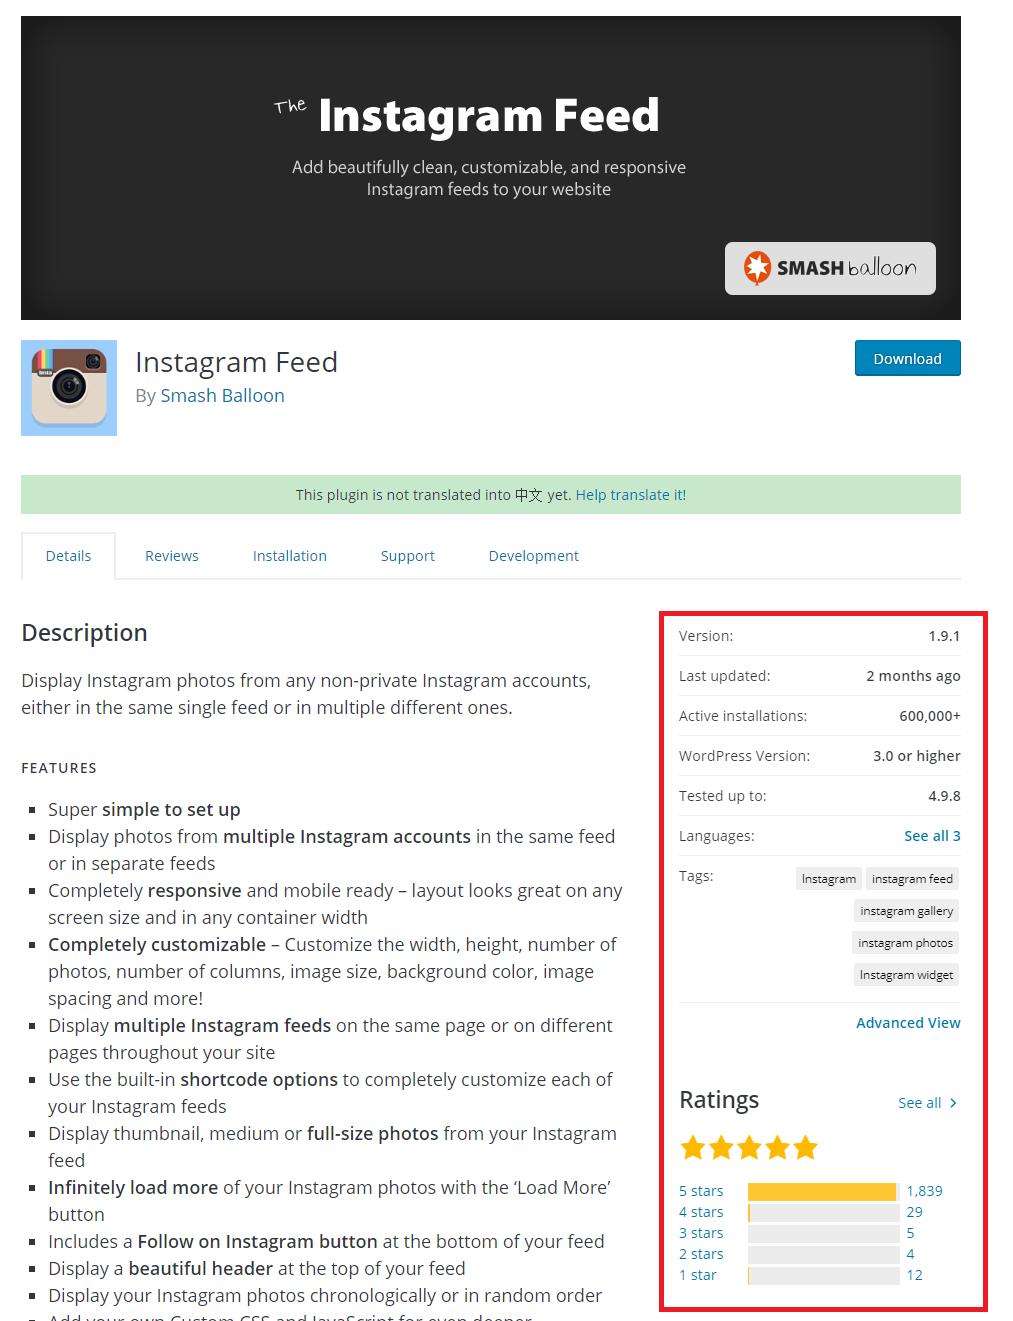 The Instagram Feed
Add beautifully clean, customizable, and responsive
Instagram feeds to your website
SMASH balloon
Insta
Instagram Feed
By Smash Balloon
Download
This plugin is not translated into 中文 yet. Help translate it!
Details Reviews Installation Support Development
Description
Display Instagram photos from any non-private Instagram accounts,
either in the same single feed or in multiple different ones.
FEATURES
Super simple to set up
Display photos from multiple Instagram accounts in the same feed
or in separate feeds
Completely responsive and mobile ready – layout looks great on any
screen size and in any container width
Completely customizable – Customize the width, height, number of
photos, number of columns, image size, background color, image
spacing and more!
Display multiple Instagram feeds on the same page or on different
pages throughout your site
Use the built-in shortcode options to completely customize each of
your Instagram feeds
Display thumbnail, medium or full-size photos from your Instagram
feed
Infinitely load more of your Instagram photos with the ‘Load More’
button
Includes a Follow on Instagram button at the bottom of your feed
Display a beautiful header at the top of your feed
Display your Instagram photos chronologically or in random order
Add your own Custom CSS and JavaScript for even deeper
Version: 1.9.1
Last updated: 2 months ago
Active installations: 600,000+
WordPress Version: 3.0 or higher
Tested up to: 4.9.8
Languages: See all 3
Tags: Instagram instagram feed
instagram gallery
instagram photos
Instagram widget
Advanced View
Ratings See all >
5 stars 1,839
4 stars 29
3 stars 5
2 stars 4
1 star 12